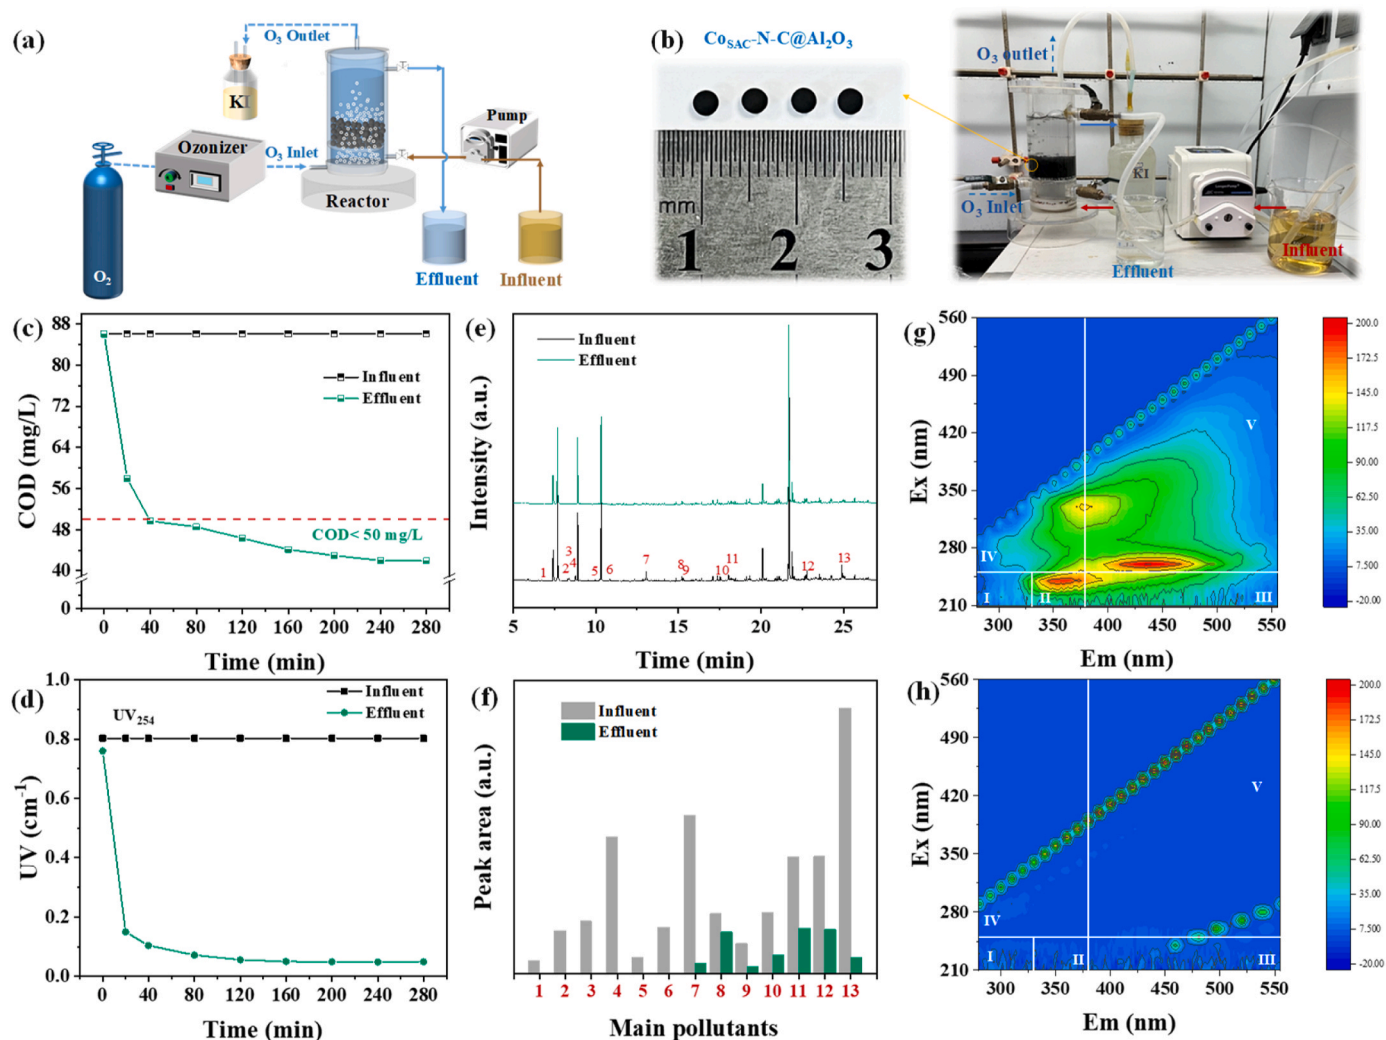 (a)
O₃ Outlet
KI
Ozonizer
O₃ Inlet
Pump
Reactor
O₂
Effluent
Influent
(b)
Co_SAC-N-C@Al₂O₃
mm
1 2 3
O₃ outlet
KI
O₃ Inlet
Effluent
Influent
(c)
88
80
72
64
56
48
40
0
COD (mg/L)
Influent
Effluent
COD< 50 mg/L
0 40 80 120 160 200 240 280
Time (min)
(d)
1.0
0.8
0.6
0.4
0.2
0.0
UV (cm⁻¹)
UV₂₅₄
Influent
Effluent
0 40 80 120 160 200 240 280
Time (min)
(e)
Intensity (a.u.)
Influent
Effluent
1 2 3 4 5 6 7 8 9 10 11 12 13
5 10 15 20 25
Time (min)
(f)
Peak area (a.u.)
Influent
Effluent
1 2 3 4 5 6 7 8 9 10 11 12 13
Main pollutants
(g)
560
490
420
350
280
210
Ex (nm)
I II III IV V
300 350 400 450 500 550
Em (nm)
200.0
172.5
145.0
117.5
90.00
62.50
35.00
7.500
-20.00
(h)
560
490
420
350
280
210
Ex (nm)
I II III IV V
300 350 400 450 500 550
Em (nm)
200.0
172.5
145.0
117.5
90.00
62.50
35.00
7.500
-20.00